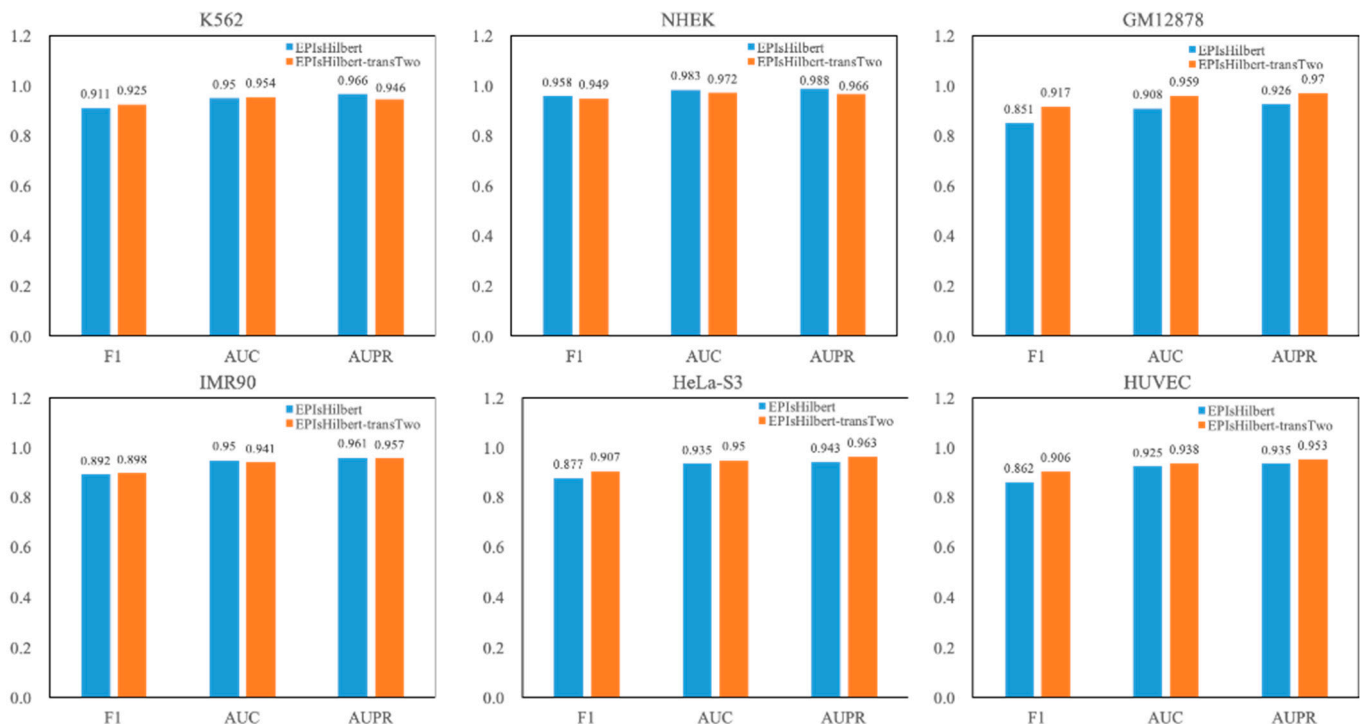 K562
1.2
1.0
0.8
0.6
0.4
0.2
0.0
EPIsHilbert
EPIsHilbert-transTwo
0.911 0.925
0.95 0.954
0.966
0.946
F1 AUC AUPR
NHEK
1.2
1.0
0.8
0.6
0.4
0.2
0.0
EPIsHilbert
EPIsHilbert-transTwo
0.958 0.949
0.983 0.972
0.988
0.966
F1 AUC AUPR
GM12878
1.2
1.0
0.8
0.6
0.4
0.2
0.0
EPIsHilbert
EPIsHilbert-transTwo
0.851
0.917
0.908
0.959
0.926
0.97
F1 AUC AUPR
IMR90
1.2
1.0
0.8
0.6
0.4
0.2
0.0
EPIsHilbert
EPIsHilbert-transTwo
0.892 0.898
0.95 0.941
0.961 0.957
F1 AUC AUPR
HeLa-S3
1.2
1.0
0.8
0.6
0.4
0.2
0.0
EPIsHilbert
EPIsHilbert-transTwo
0.877
0.907
0.935 0.95
0.943
0.963
F1 AUC AUPR
HUVEC
1.2
1.0
0.8
0.6
0.4
0.2
0.0
EPIsHilbert
EPIsHilbert-transTwo
0.862
0.906
0.925 0.938
0.935
0.953
F1 AUC AUPR